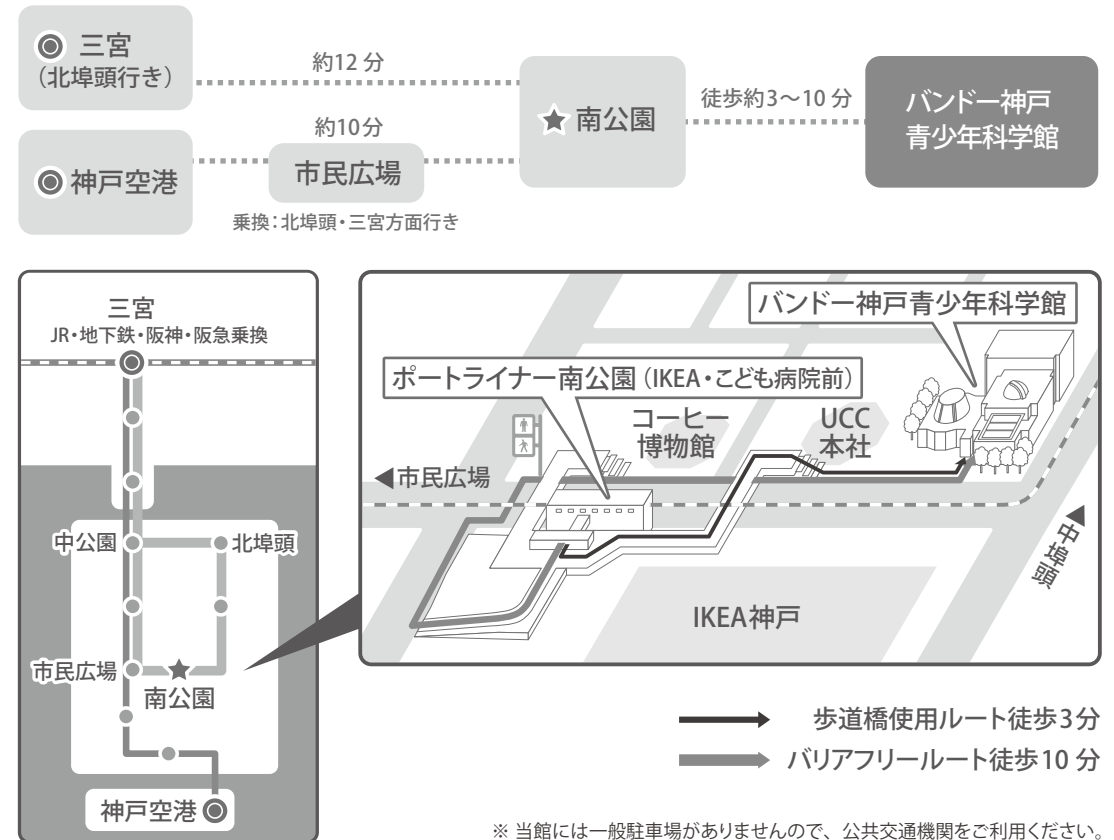 三宮
(北埠頭行き)
約12 分
神戸空港
約10分
市民広場
乗換：北埠頭・三宮方面行き
★南公園
徒歩約3〜10 分
バンドー神戸
青少年科学館
三宮
JR・地下鉄・阪神・阪急乗換
中公園
北埠頭
市民広場
南公園
神戸空港
バンドー神戸青少年科学館
ポートライナー南公園（IKEA・こども病院前）
コーヒー
博物館
UCC
本社
◀市民広場
▲中埠頭
IKEA神戸
歩道橋使用ルート徒歩3分
バリアフリールート徒歩10 分
※ 当館には一般駐車場がありませんので、公共交通機関をご利用ください。